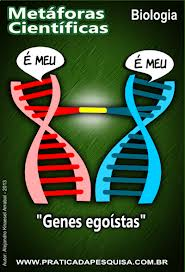 Metáforas
Científicas
Biologia
É MEU
É MEU
"Genes egoístas"
WWW.PRATICADAPESQUISA.COM.BR